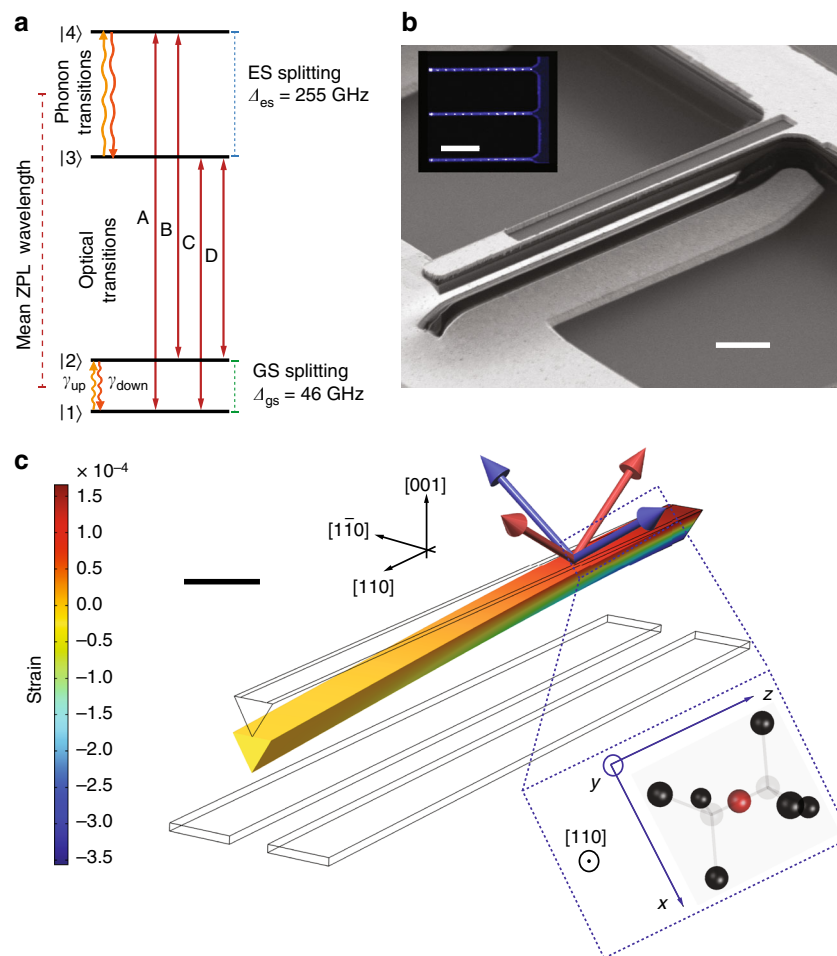 a
|4⟩
Phonon
transitions
ES splitting
Δes = 255 GHz
|3⟩
Mean ZPL wavelength
Optical
transitions
A
B
C
D
|2⟩
γup
γdown
GS splitting
Δgs = 46 GHz
|1⟩
b
c
× 10−4
1.5
1.0
0.5
0.0
−0.5
−1.0
−1.5
−2.0
−2.5
−3.0
−3.5
Strain
[001]
[11̅0]
[110]
z
y
[110]
x